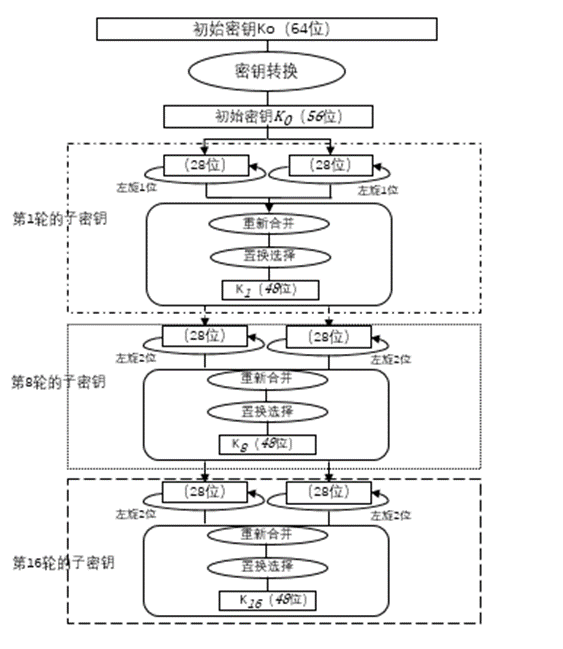 初始密钥Ko（64位）
密钥转换
初始密钥K0（56位）
（28位） （28位）
左旋1位 左旋1位
第1轮的子密钥
重新合并
置换选择
K1（48位）
（28位） （28位）
左旋2位 左旋2位
第8轮的子密钥
重新合并
置换选择
K8（48位）
（28位） （28位）
左旋2位 左旋2位
第16轮的子密钥
重新合并
置换选择
K16（48位）